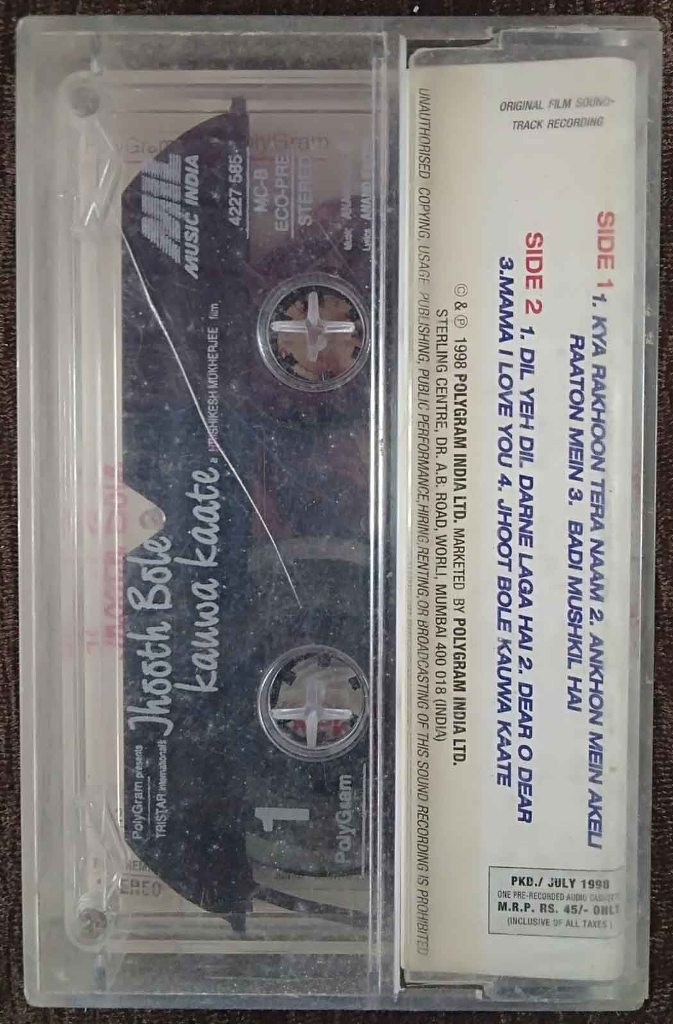 ORIGINAL FILM SOUND-
TRACK RECORDING
SIDE 1 1. KYA RAKHOON TERA NAAM 2. ANKHON MEIN AKELI
RAATON MEIN 3. BADI MUSHKIL HAI
SIDE 2 1. DIL YEH DIL DARNE LAGA HAI 2. DEAR O DEAR
3.MAMA I LOVE YOU 4. JHOOT BOLE KAUWA KAATE
© & ℗ 1998 POLYGRAM INDIA LTD. MARKETED BY POLYGRAM INDIA LTD.
STERLING CENTRE, DR. A.B. ROAD, WORLI, MUMBAI 400 018 (INDIA)
UNAUTHORISED COPYING, USAGE PUBLISHING, PUBLIC PERFORMANCE, HIRING, RENTING, OR BROADCASTING OF THIS SOUND RECORDING IS PROHIBITED
PKD./ JULY 1998
ONE PRE-RECORDED AUDIO CASSETTE
M.R.P. RS. 45/- ONLY
(INCLUSIVE OF ALL TAXES)
MIL
MUSIC INDIA
4227 585
MC-B
ECO-PRE
STEREO
PolyGram presents
TRISTAR International's
Jhooth Bole
kauwa kaate
a HRISHIKESH MUKHERJEE film
1
PolyGram